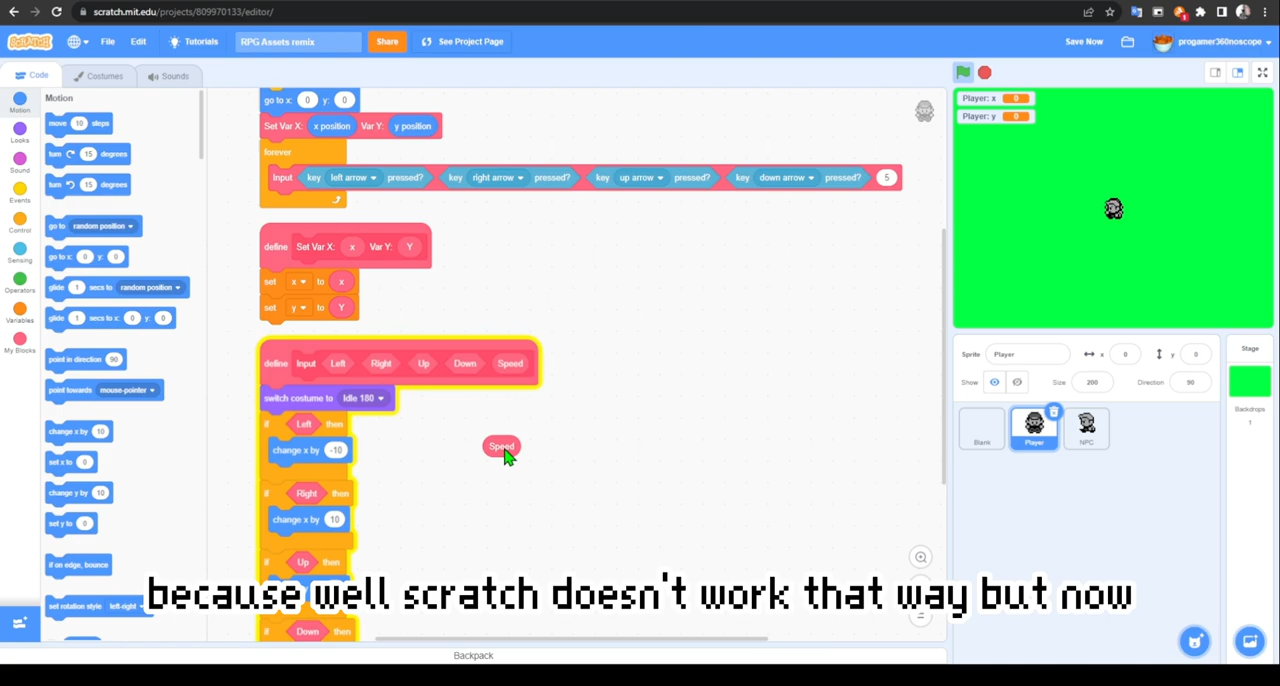 scratch.mit.edu/projects/809970133/editor/
SCRATCH File Edit Tutorials RPG Assets remix Share See Project Page Save Now progamer360noscope
Code Costumes Sounds
Motion
Looks
Sound
Events
Control
Sensing
Operators
Variables
My Blocks
Motion
move 10 steps
turn 15 degrees
turn 15 degrees
go to random position
go to x: 0 y: 0
glide 1 secs to random position
glide 1 secs to x: 0 y: 0
point in direction 90
point towards mouse-pointer
change x by 10
set x to 0
change y by 10
set y to 0
if on edge, bounce
set rotation style left-right
go to x: 0 y: 0
Set Var X: x position Var Y: y position
forever
Input key left arrow pressed? key right arrow pressed? key up arrow pressed? key down arrow pressed? 5
define Set Var X: x Var Y: Y
set x to x
set y to Y
define Input Left Right Up Down Speed
switch costume to Idle 180
if Left then
change x by -10
if Right then
change x by 10
if Up then
if Down then
Speed
Player: x 0
Player: y 0
Sprite Player x 0 y 0
Show Size 200 Direction 90
Blank
Player
NPC
Stage
Backdrops
1
Backpack
because well scratch doesn't work that way but now